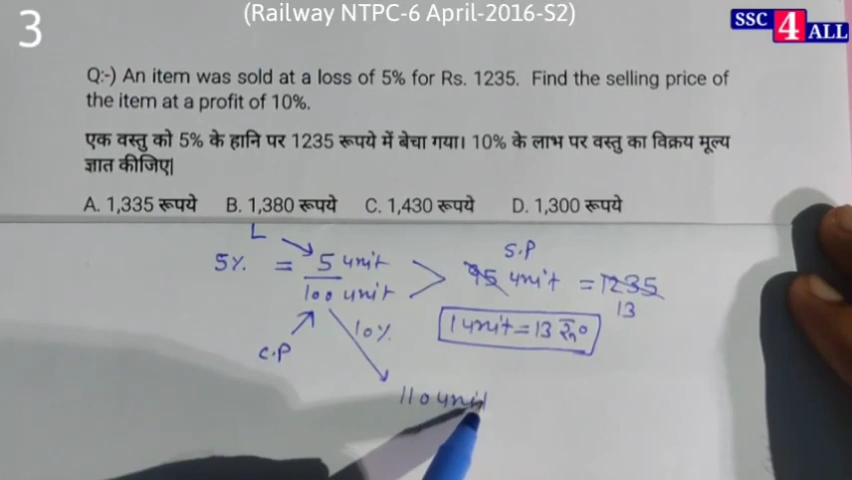 (Railway NTPC-6 April-2016-S2)
3
SSC 4 ALL
Q:-) An item was sold at a loss of 5% for Rs. 1235. Find the selling price of
the item at a profit of 10%.
एक वस्तु को 5% के हानि पर 1235 रूपये में बेचा गया। 10% के लाभ पर वस्तु का विक्रय मूल्य
ज्ञात कीजिए|
A. 1,335 रूपये B. 1,380 रूपये C. 1,430 रूपये D. 1,300 रूपये
L
S.P
5% = 5 unit
95 unit = 1235
100 unit
13
10%
1 unit = 13 रू०
C.P
110 unit